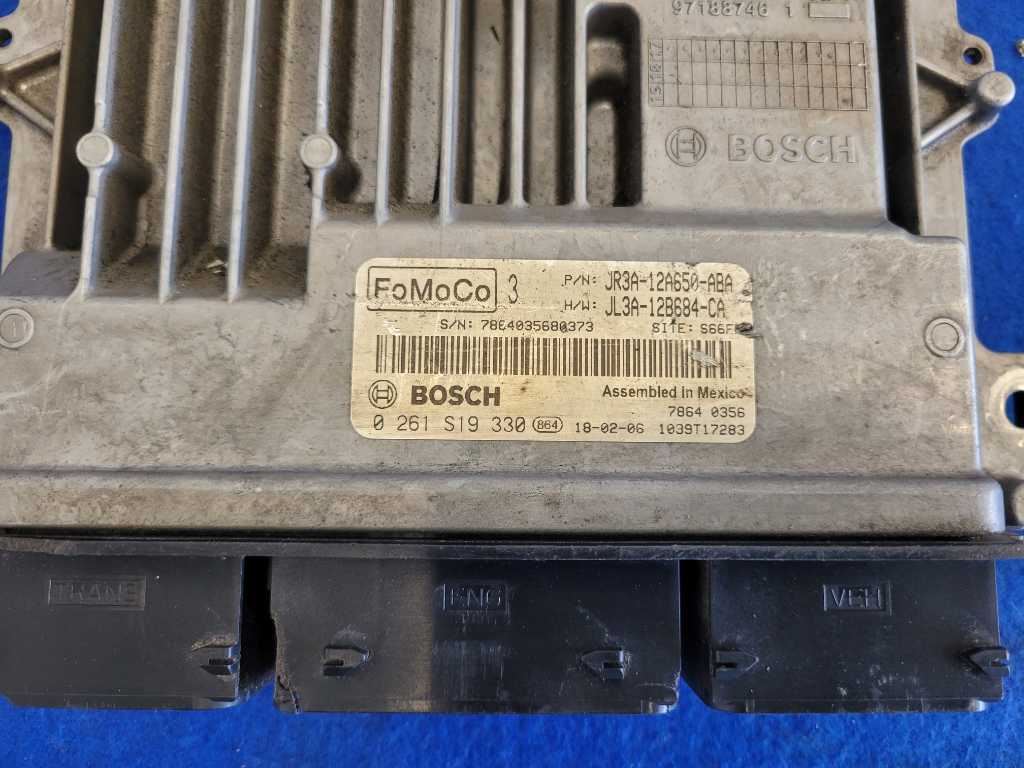 97188746 1
BOSCH
FoMoCo 3 P/N: JR3A-12A650-ABA
H/W: JL3A-12B684-CA
S/N: 7864035680373 SITE: S66F
BOSCH Assembled in Mexico
7864 0356
0 261 S19 330 864 18-02-06 1039T17283
TRANS ENG VEH